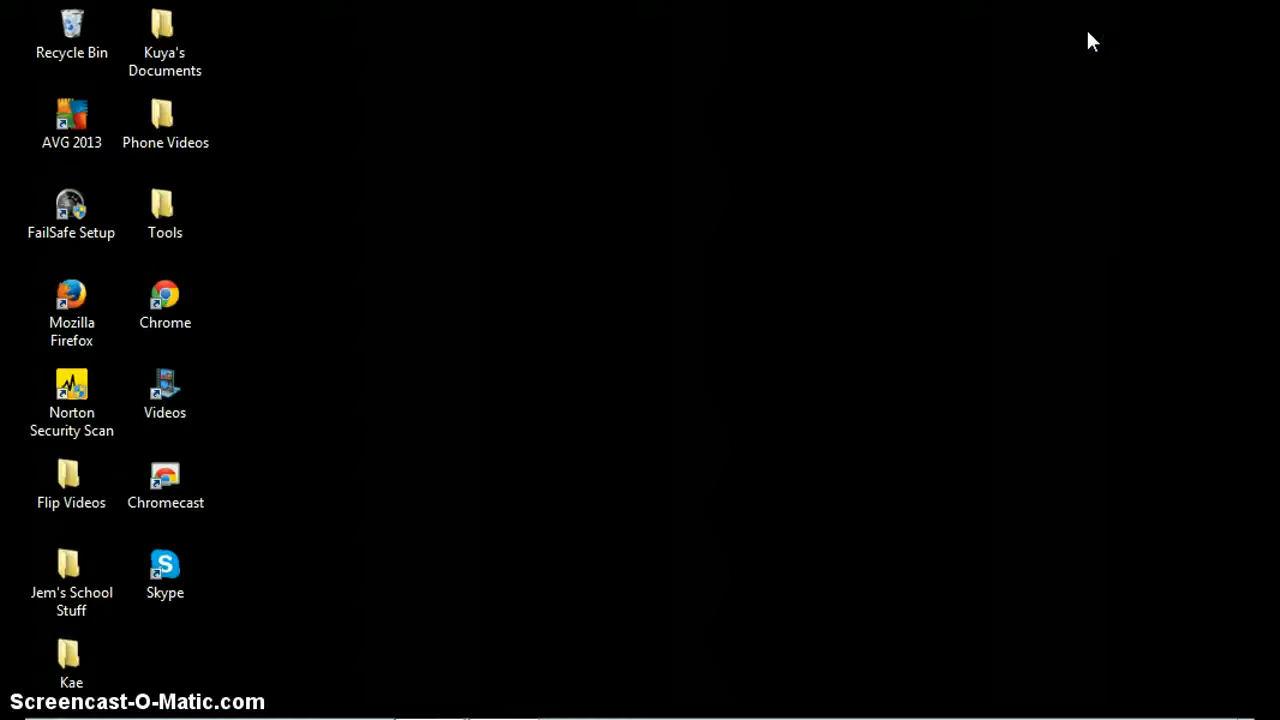 Recycle Bin
Kuya's
Documents
AVG 2013
Phone Videos
FailSafe Setup
Tools
Mozilla
Firefox
Chrome
Norton
Security Scan
Videos
Flip Videos
Chromecast
Jem's School
Stuff
Skype
Kae
Screencast-O-Matic.com